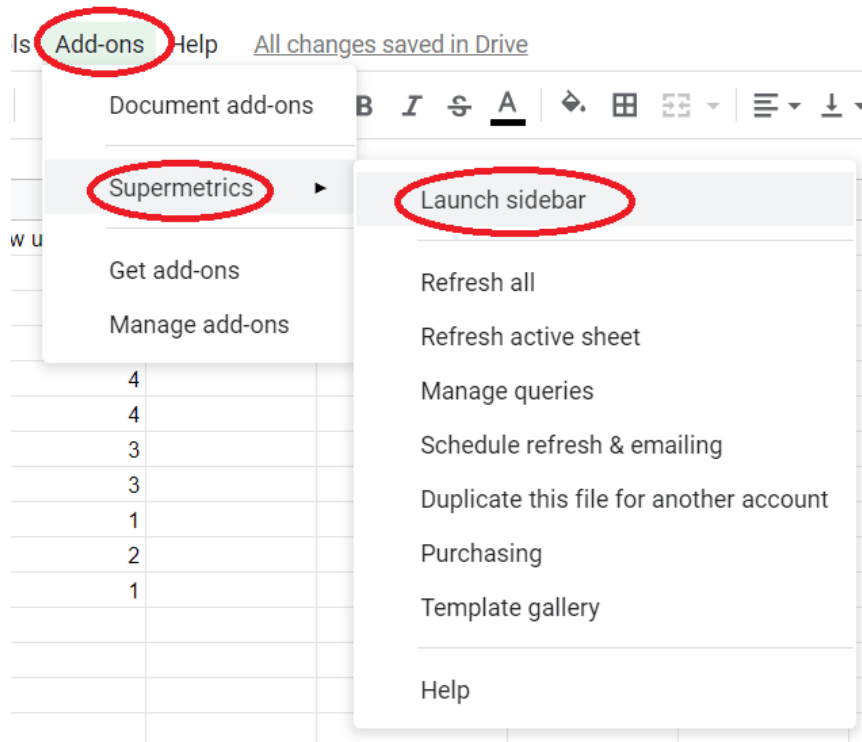 ls Add-ons Help All changes saved in Drive
Document add-ons
B I S A
Supermetrics
Launch sidebar
w u
Get add-ons
Refresh all
Manage add-ons
Refresh active sheet
4
Manage queries
4
3
Schedule refresh & emailing
3
Duplicate this file for another account
1
2
Purchasing
1
Template gallery
Help